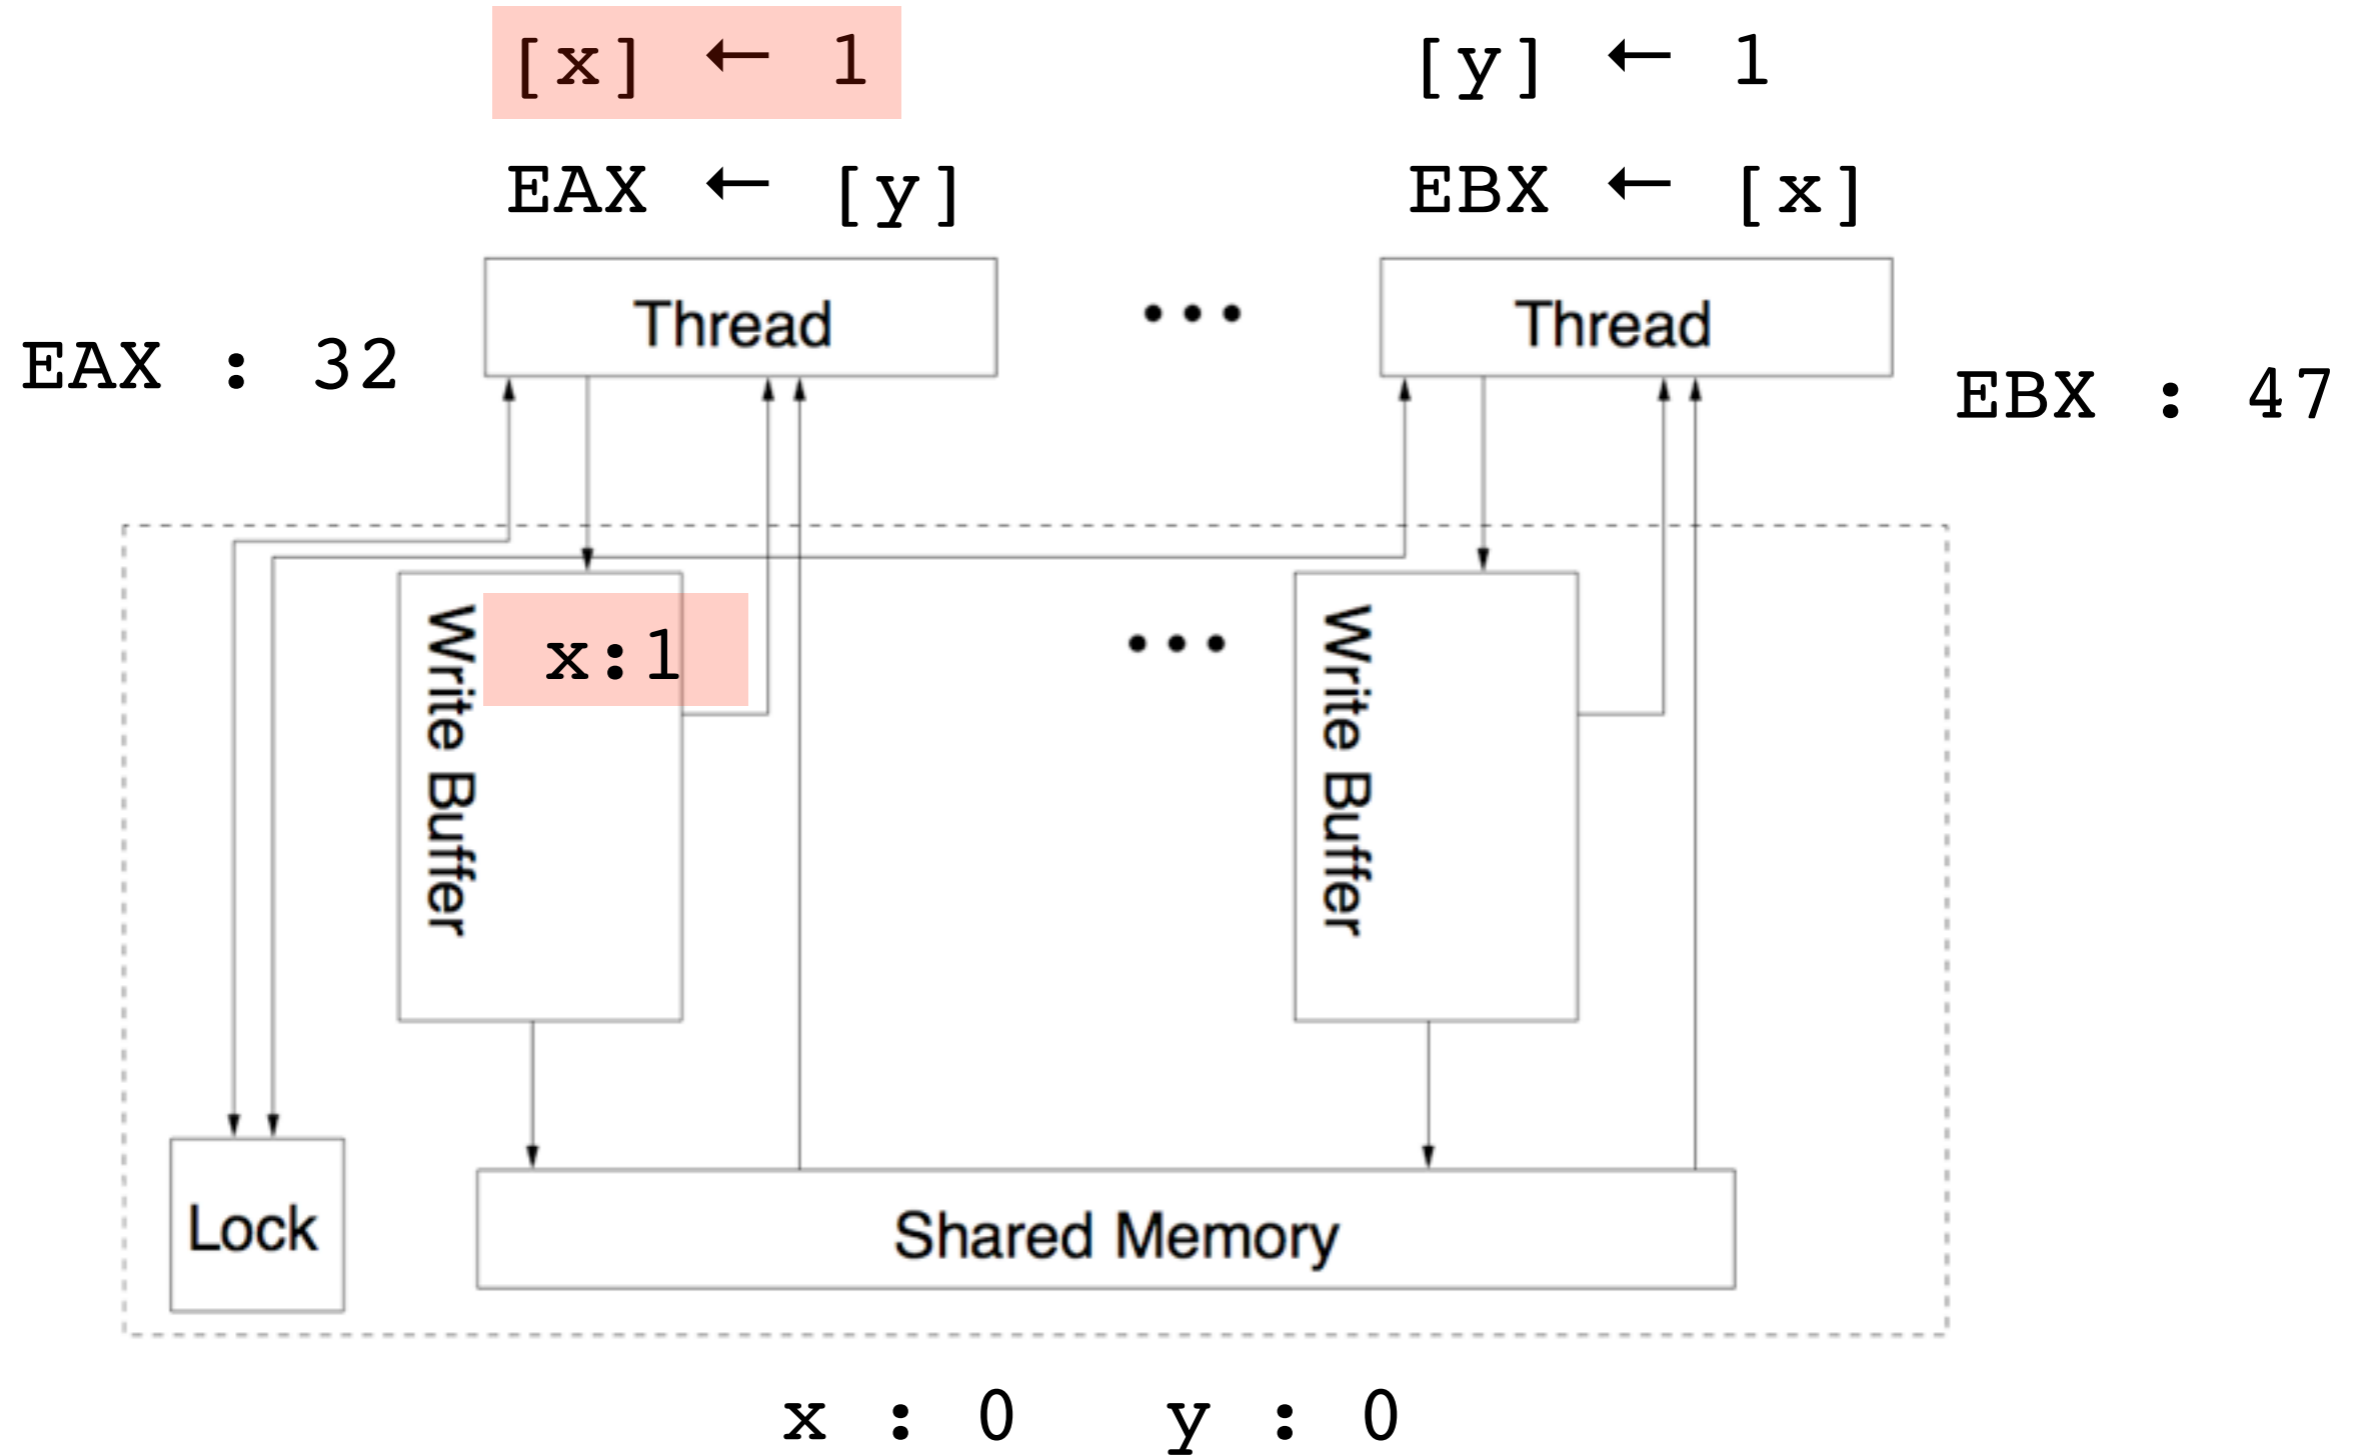 [x] ← 1
[y] ← 1
EAX ← [y]
EBX ← [x]
Thread
• • •
Thread
EAX : 32
EBX : 47
Write Buffer
x:1
• • •
Write Buffer
Lock
Shared Memory
x : 0 y : 0